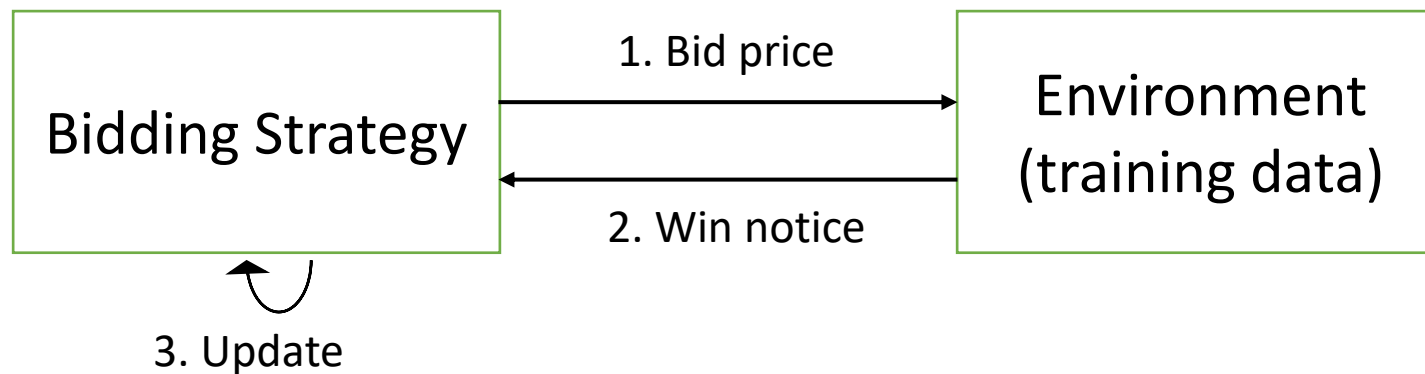 1. Bid price
Bidding Strategy
Environment
(training data)
2. Win notice
3. Update